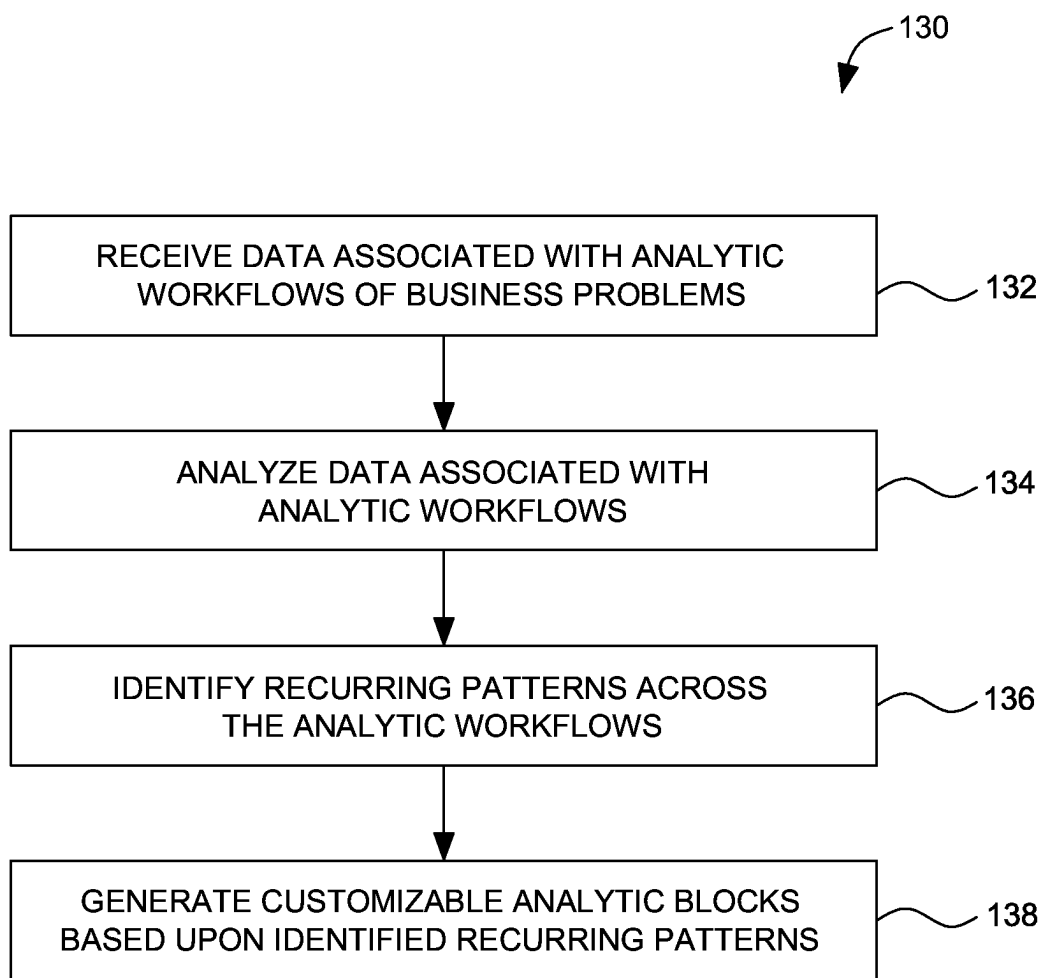 130
RECEIVE DATA ASSOCIATED WITH ANALYTIC
WORKFLOWS OF BUSINESS PROBLEMS
132
ANALYZE DATA ASSOCIATED WITH
ANALYTIC WORKFLOWS
134
IDENTIFY RECURRING PATTERNS ACROSS
THE ANALYTIC WORKFLOWS
136
GENERATE CUSTOMIZABLE ANALYTIC BLOCKS
BASED UPON IDENTIFIED RECURRING PATTERNS
138